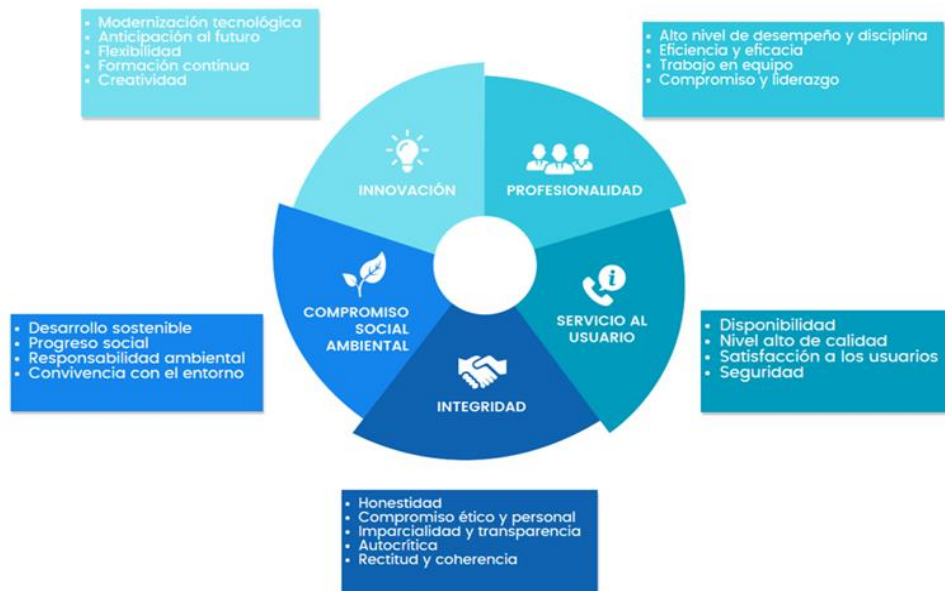 • Modernización tecnológica
• Anticipación al futuro
• Flexibilidad
• Formación continua
• Creatividad
• Alto nivel de desempeño y disciplina
• Eficiencia y eficacia
• Trabajo en equipo
• Compromiso y liderazgo
INNOVACIÓN
PROFESIONALIDAD
COMPROMISO
SOCIAL
AMBIENTAL
SERVICIO AL
USUARIO
INTEGRIDAD
• Desarrollo sostenible
• Progreso social
• Responsabilidad ambiental
• Convivencia con el entorno
• Disponibilidad
• Nivel alto de calidad
• Satisfacción a los usuarios
• Seguridad
• Honestidad
• Compromiso ético y personal
• Imparcialidad y transparencia
• Autocrítica
• Rectitud y coherencia